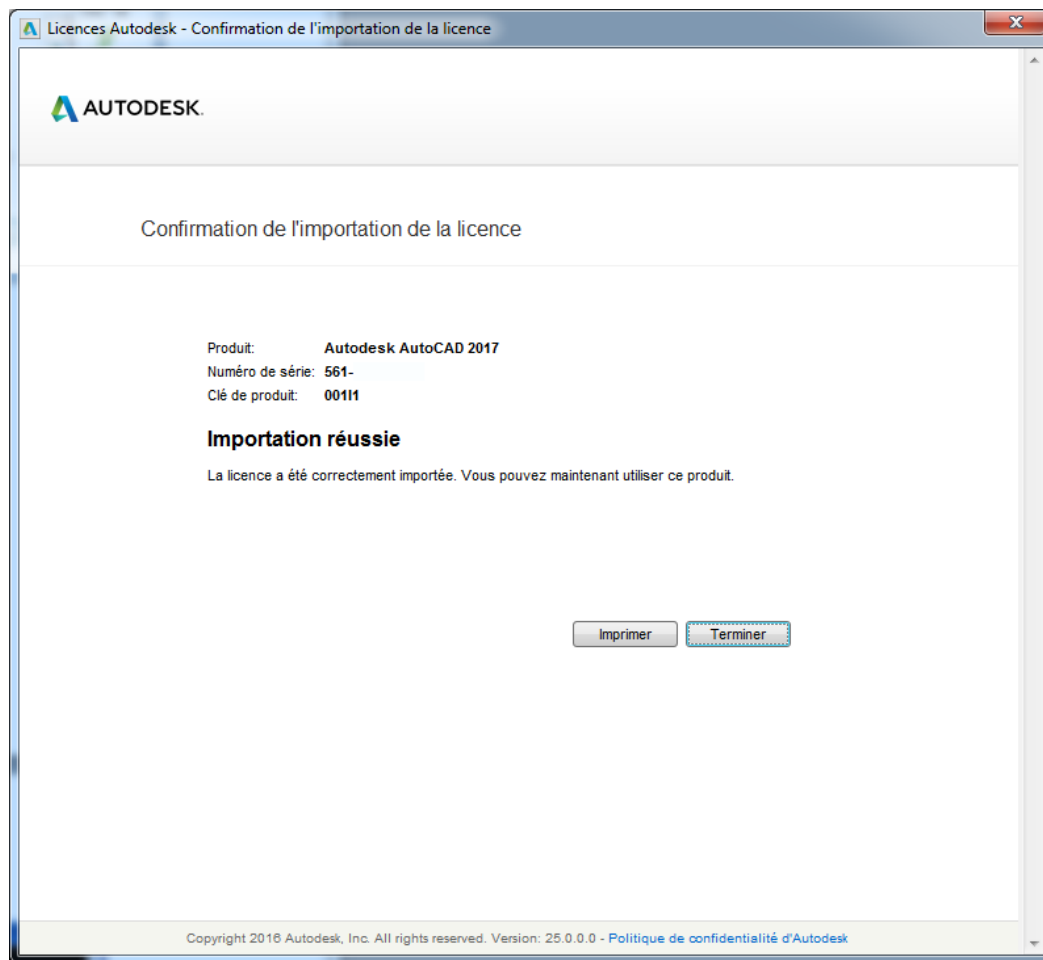 Licences Autodesk - Confirmation de l'importation de la licence
AUTODESK.
Confirmation de l'importation de la licence
Produit: Autodesk AutoCAD 2017
Numéro de série: 561-
Clé de produit: 001I1
Importation réussie
La licence a été correctement importée. Vous pouvez maintenant utiliser ce produit.
Imprimer Terminer
Copyright 2016 Autodesk, Inc. All rights reserved. Version: 25.0.0.0 - Politique de confidentialité d'Autodesk